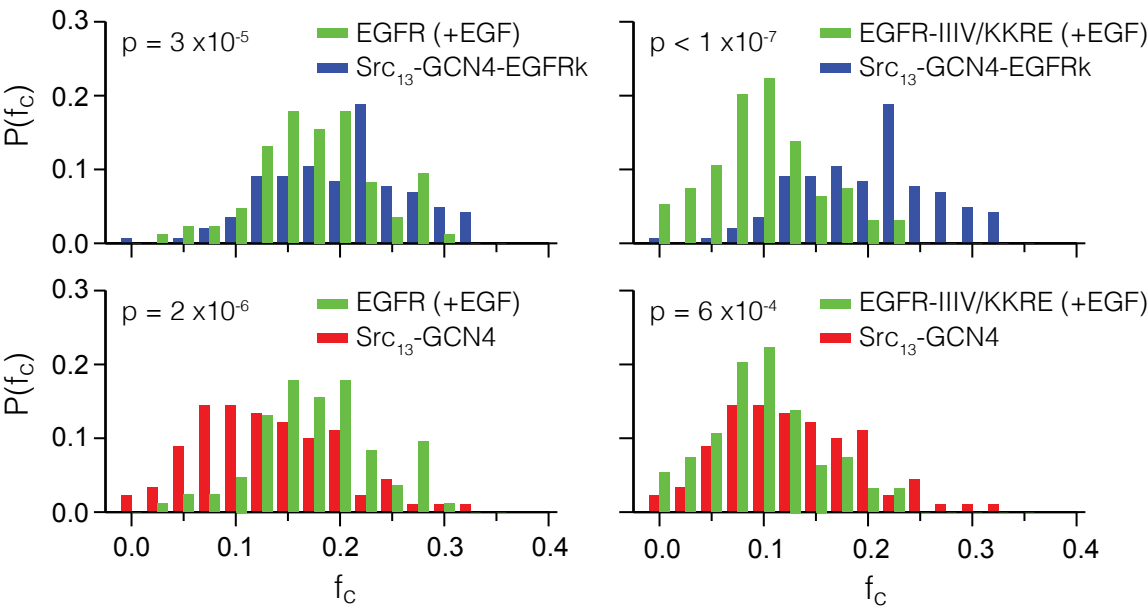 0.3
p = 3 x10-5
EGFR (+EGF)
Src13-GCN4-EGFRk
0.2
P(fC)
0.1
0.0
p < 1 x10-7
EGFR-IIIV/KKRE (+EGF)
Src13-GCN4-EGFRk
0.3
p = 2 x10-6
EGFR (+EGF)
Src13-GCN4
0.2
P(fC)
0.1
0.0
0.0 0.1 0.2 0.3 0.4
fC
p = 6 x10-4
EGFR-IIIV/KKRE (+EGF)
Src13-GCN4
0.0 0.1 0.2 0.3 0.4
fC